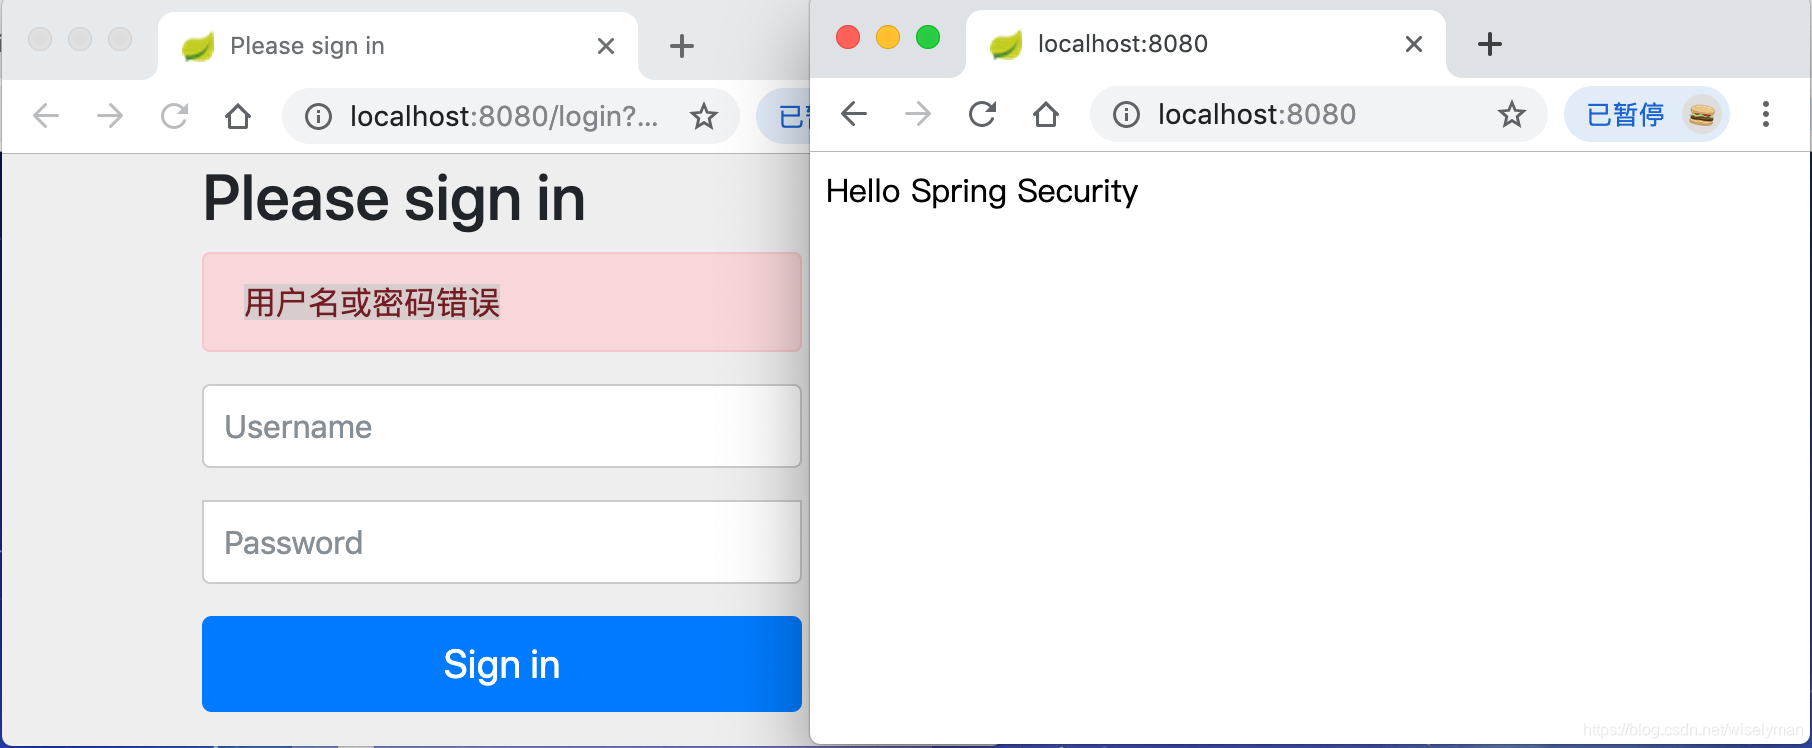 Please sign in
localhost:8080/login?...
已
Please sign in
用户名或密码错误
Username
Password
Sign in
localhost:8080
localhost:8080
已暂停
Hello Spring Security
https://blog.csdn.net/wiselyman